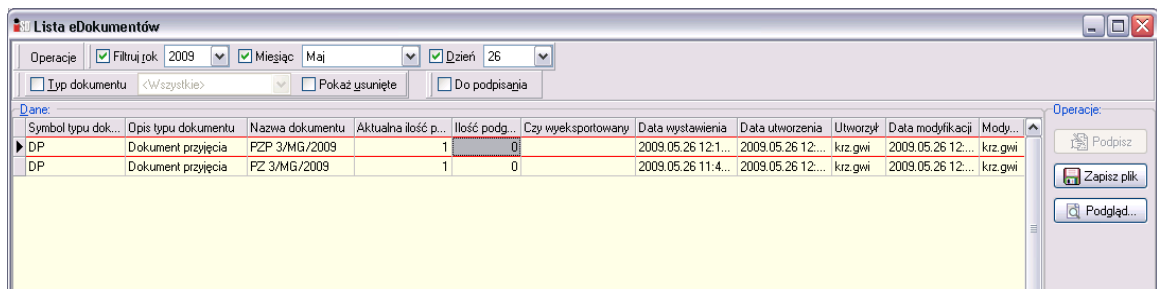 Lista eDokumentów
Operacje Filtruj rok 2009 Miesiąc Maj Dzień 26
Typ dokumentu <Wszystkie> Pokaż usunięte Do podpisania
Dane: Operacje:
Symbol typu dok... Opis typu dokumentu Nazwa dokumentu Aktualna ilość p... Ilość podg... Czy wyeksportowany Data wystawienia Data utworzenia Utworzył Data modyfikacji Mody...
DP Dokument przyjęcia PZP 3/MG/2009 1 0 2009.05.26 12:1... 2009.05.26 12:... krz.gwi 2009.05.26 12:... krz.gwi
DP Dokument przyjęcia PZ 3/MG/2009 1 0 2009.05.26 11:4... 2009.05.26 12:... krz.gwi 2009.05.26 12:... krz.gwi
Podpisz
Zapisz plik
Podgląd...